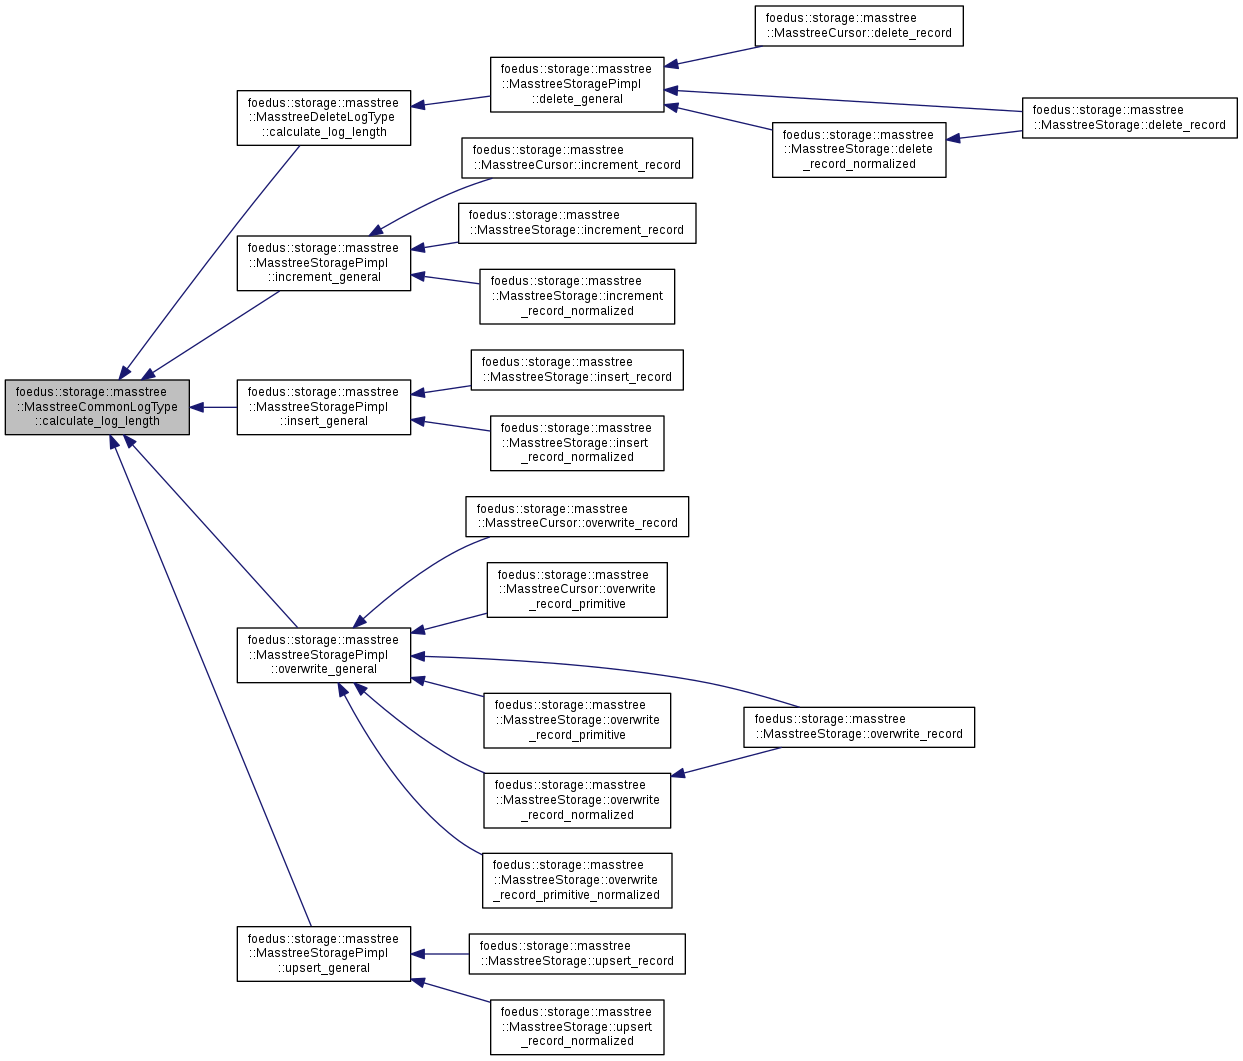 foedus::storage::masstree
::MasstreeCursor::delete_record
foedus::storage::masstree
::MasstreeStoragePimpl
::delete_general
foedus::storage::masstree
::MasstreeDeleteLogType
::calculate_log_length
foedus::storage::masstree
::MasstreeStorage::delete_record
foedus::storage::masstree
::MasstreeStorage::delete
_record_normalized
foedus::storage::masstree
::MasstreeCursor::increment_record
foedus::storage::masstree
::MasstreeStorage::increment_record
foedus::storage::masstree
::MasstreeStoragePimpl
::increment_general
foedus::storage::masstree
::MasstreeStorage::increment
_record_normalized
foedus::storage::masstree
::MasstreeStorage::insert_record
foedus::storage::masstree
::MasstreeCommonLogType
::calculate_log_length
foedus::storage::masstree
::MasstreeStoragePimpl
::insert_general
foedus::storage::masstree
::MasstreeStorage::insert
_record_normalized
foedus::storage::masstree
::MasstreeCursor::overwrite_record
foedus::storage::masstree
::MasstreeCursor::overwrite
_record_primitive
foedus::storage::masstree
::MasstreeStoragePimpl
::overwrite_general
foedus::storage::masstree
::MasstreeStorage::overwrite
_record_primitive
foedus::storage::masstree
::MasstreeStorage::overwrite_record
foedus::storage::masstree
::MasstreeStorage::overwrite
_record_normalized
foedus::storage::masstree
::MasstreeStorage::overwrite
_record_primitive_normalized
foedus::storage::masstree
::MasstreeStoragePimpl
::upsert_general
foedus::storage::masstree
::MasstreeStorage::upsert_record
foedus::storage::masstree
::MasstreeStorage::upsert
_record_normalized